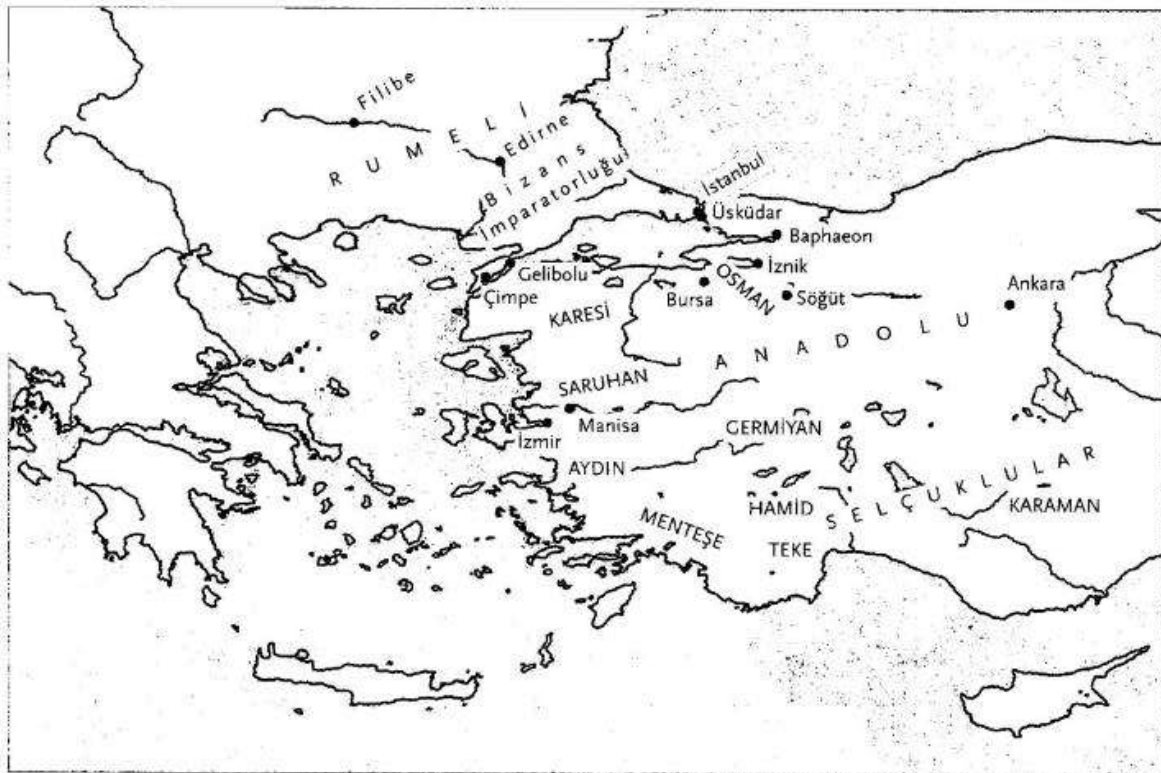 Filibe
R U M E L İ
Edirne
Bizans
İmparatorluğu
İstanbul
Üsküdar
Baphaeon
Gelibolu
Çimpe
İznik
OSMAN
Bursa
Söğüt
Ankara
KARESİ
A N A D O L U
SARUHAN
Manisa
İzmir
GERMİYAN
AYDIN
SELÇUKLULAR
HAMİD
KARAMAN
MENTEŞE
TEKE